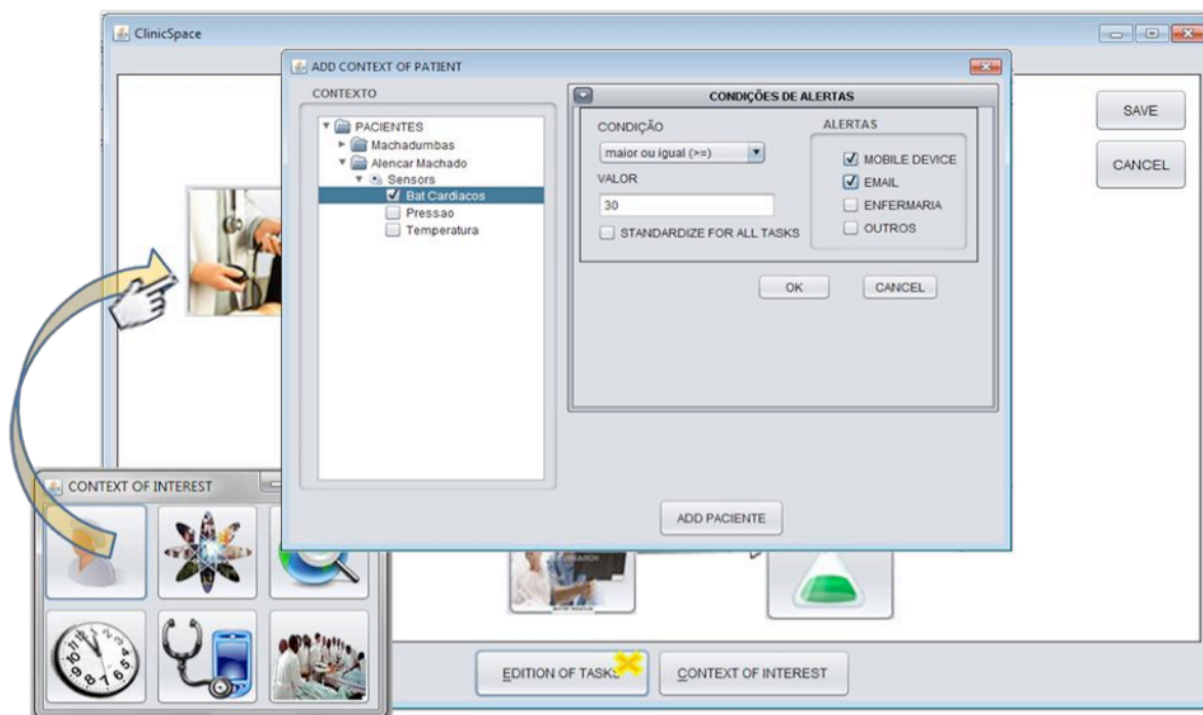 ClinicSpace
ADD CONTEXT OF PATIENT
CONTEXTO
PACIENTES
Machadumbas
Alencar Machado
Sensors
Bat Cardiacos
Pressao
Temperatura
CONDIÇÕES DE ALERTAS
CONDIÇÃO
maior ou igual (>=)
VALOR
30
STANDARDIZE FOR ALL TASKS
ALERTAS
MOBILE DEVICE
EMAIL
ENFERMARIA
OUTROS
OK
CANCEL
ADD PACIENTE
SAVE
CANCEL
CONTEXT OF INTEREST
EDITION OF TASKS
CONTEXT OF INTEREST